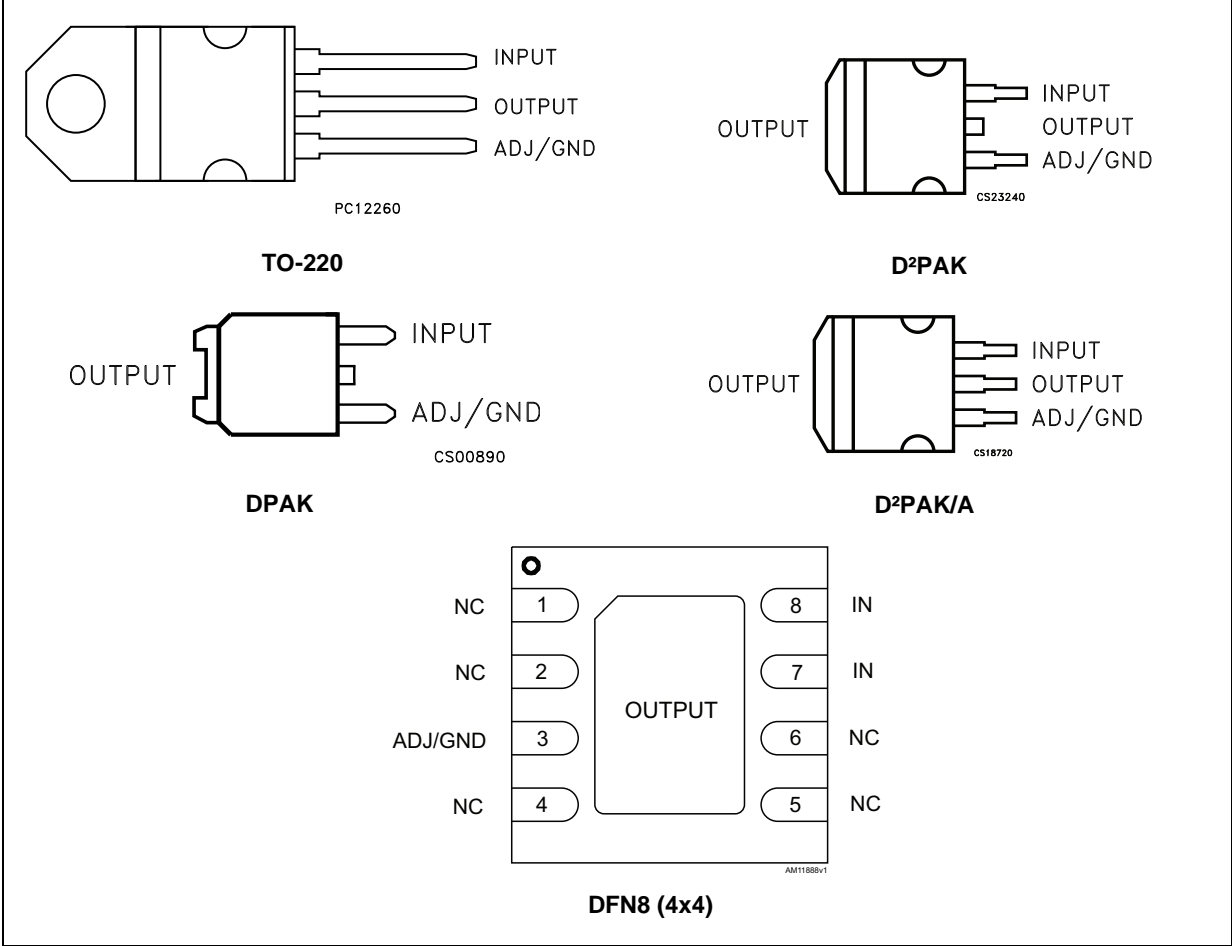 INPUT
OUTPUT
ADJ/GND
PC12260
TO-220
OUTPUT
INPUT
OUTPUT
ADJ/GND
CS23240
D²PAK
OUTPUT
INPUT
ADJ/GND
CS00890
DPAK
OUTPUT
INPUT
OUTPUT
ADJ/GND
CS18720
D²PAK/A
NC 1
NC 2
ADJ/GND 3
NC 4
OUTPUT
8 IN
7 IN
6 NC
5 NC
AM11888v1
DFN8 (4x4)